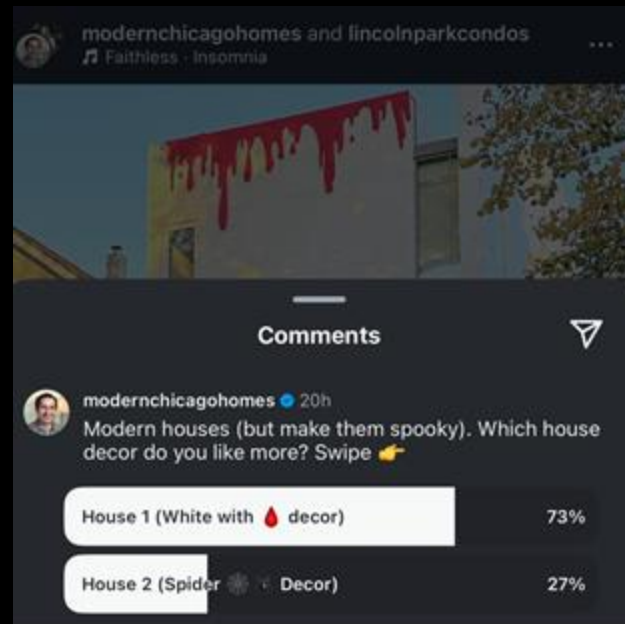 modernchicagohomes and lincolnparkcondos
Faithless · Insomnia
Comments
modernchicagohomes 20h
Modern houses (but make them spooky). Which house
decor do you like more? Swipe 👉
House 1 (White with 🩸 decor) 73%
House 2 (Spider 🕸️ 🕷️ Decor) 27%